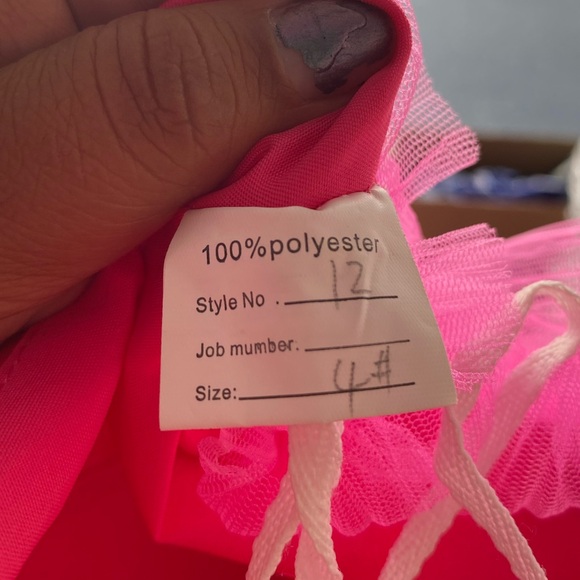 100%polyester
Style No . 12
Job mumber.
Size: 4#